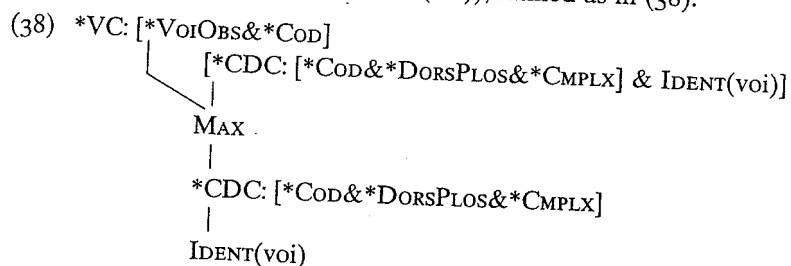 (38) *VC: [*VOIOBS&*COD]
[*CDC: [*COD&*DORSPLOS&*CMPLX] & IDENT(voi)]
MAX
*CDC: [*COD&*DORSPLOS&*CMPLX]
IDENT(voi)